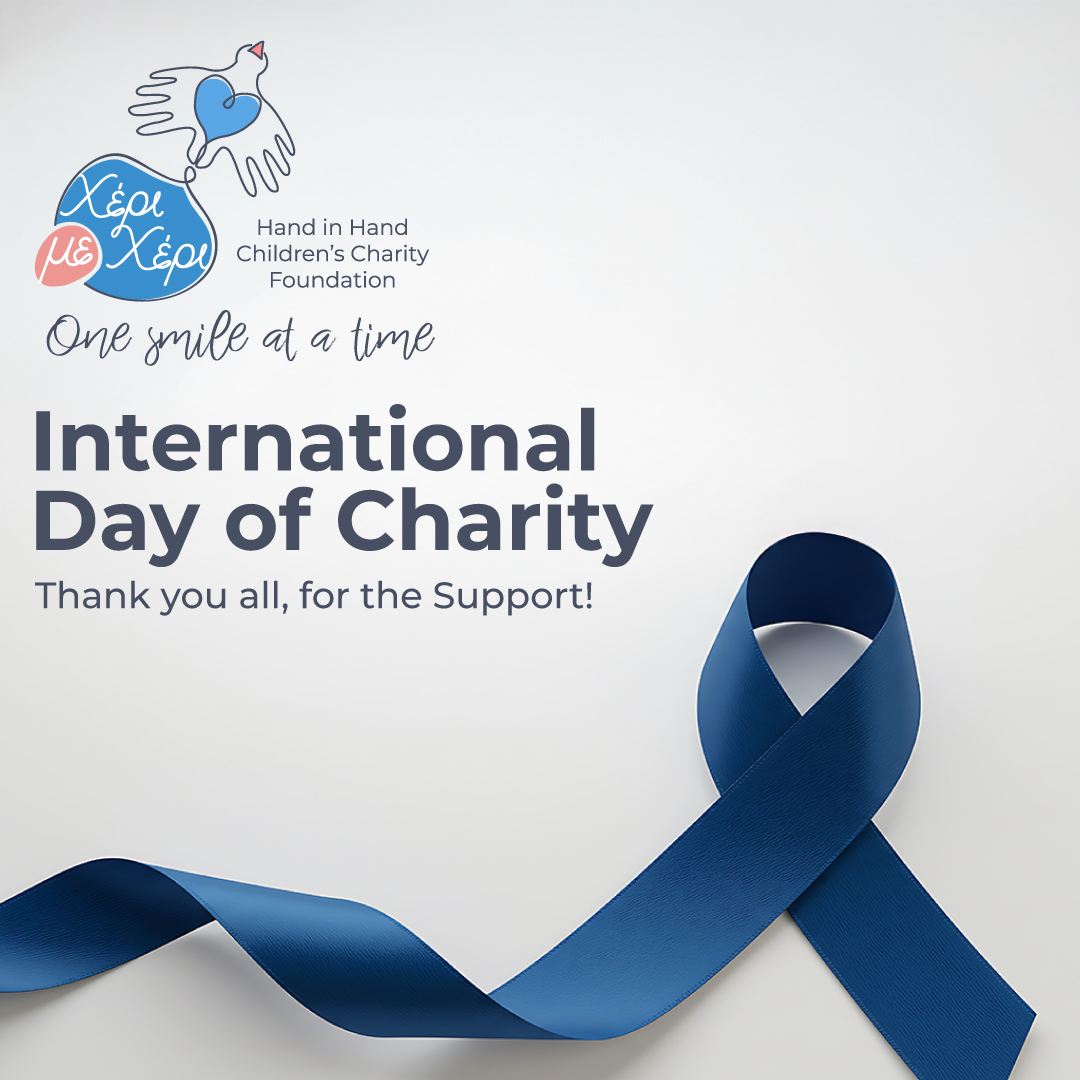 Χέρι
με Χέρι
Hand in Hand
Children's Charity
Foundation
One smile at a time
International
Day of Charity
Thank you all, for the Support!